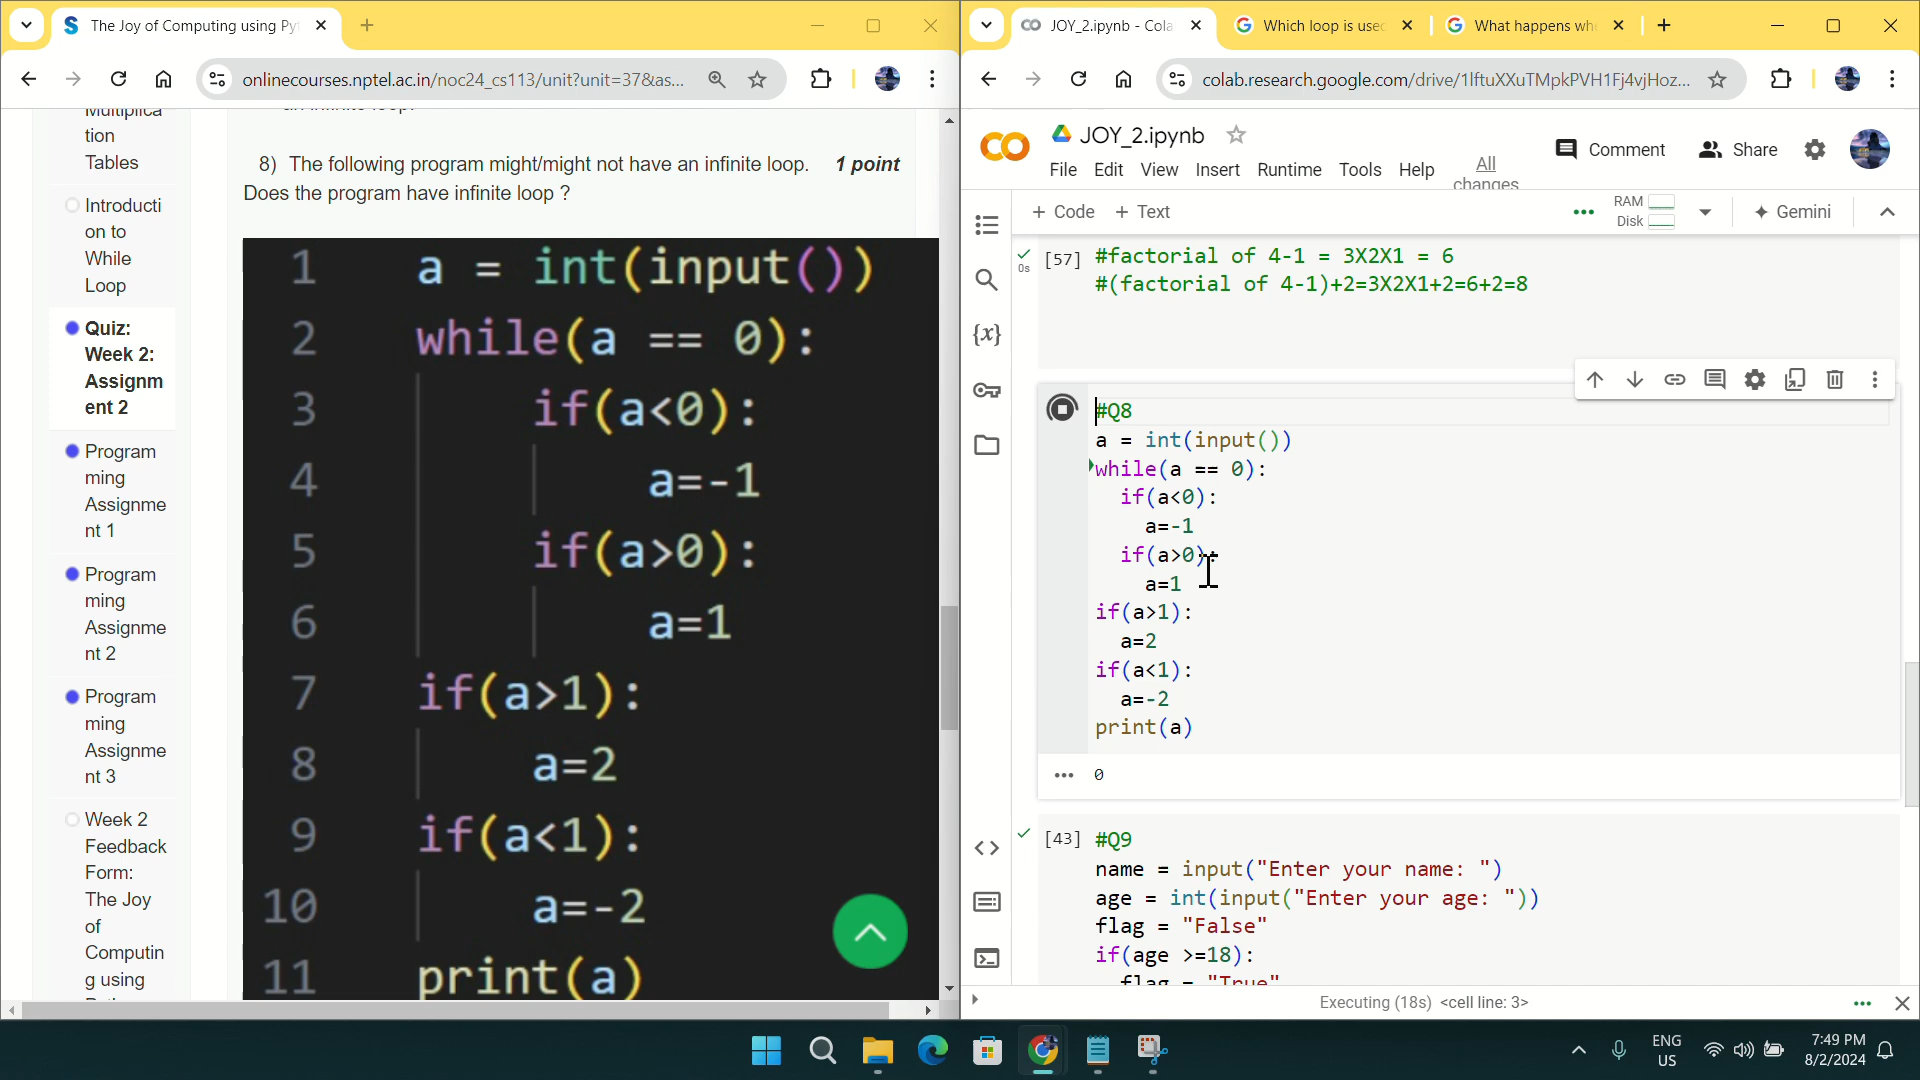 The Joy of Computing using Pyt
onlinecourses.nptel.ac.in/noc24_cs113/unit?unit=37&as...
Multiplica
tion
Tables
Introducti
on to
While
Loop
Quiz:
Week 2:
Assignm
ent 2
Program
ming
Assignme
nt 1
Program
ming
Assignme
nt 2
Program
ming
Assignme
nt 3
Week 2
Feedback
Form:
The Joy
of
Computin
g using
8) The following program might/might not have an infinite loop. 1 point
Does the program have infinite loop ?
1 a = int(input())
2 while(a == 0):
3 if(a<0):
4 a=-1
5 if(a>0):
6 a=1
7 if(a>1):
8 a=2
9 if(a<1):
10 a=-2
11 print(a)
JOY_2.ipynb - Cola
Which loop is used
What happens whe
colab.research.google.com/drive/1lftuXXuTMpkPVH1Fj4vjHoz...
JOY_2.ipynb
File Edit View Insert Runtime Tools Help All
changes
Comment Share
+ Code + Text
RAM
Disk
Gemini
0s
[57] #factorial of 4-1 = 3X2X1 = 6
#(factorial of 4-1)+2=3X2X1+2=6+2=8
#Q8
a = int(input())
while(a == 0):
if(a<0):
a=-1
if(a>0):
a=1
if(a>1):
a=2
if(a<1):
a=-2
print(a)
0
[43] #Q9
name = input("Enter your name: ")
age = int(input("Enter your age: "))
flag = "False"
if(age >=18):
flag = "True"
Executing (18s) <cell line: 3>
ENG
US
7:49 PM
8/2/2024